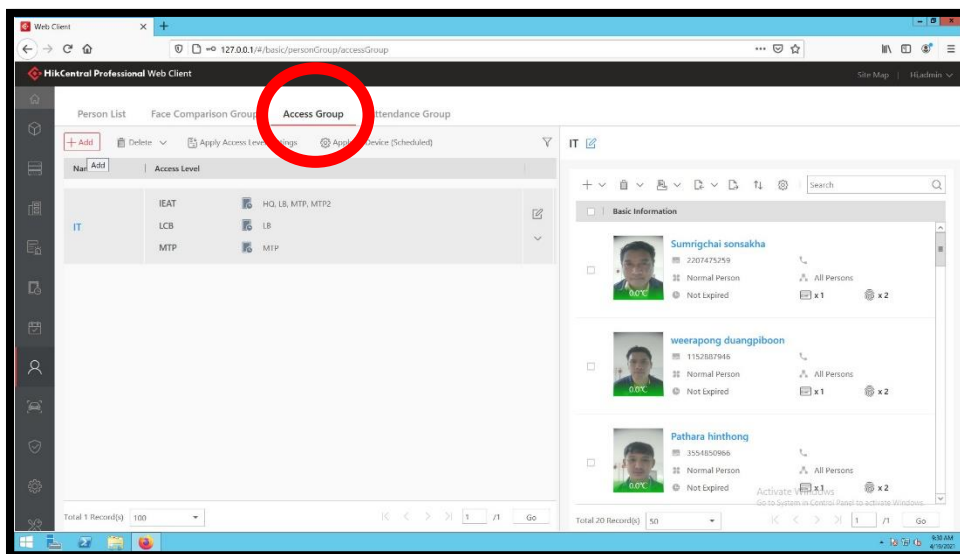 Web Client
127.0.0.1/#/basic/personGroup/accessGroup
HikCentral Professional Web Client
Site Map | Hi,admin
Person List Face Comparison Group Access Group Attendance Group
+ Add Delete Apply Access Level Device (Scheduled)
IT
Add
Access Level
Search
Basic Information
IT
IEAT HQ, LB, MTP, MTP2
LCB LB
MTP MTP
Sumrigchai sonsakha
2207475259
Normal Person All Persons
0.0°C Not Expired x 1 x 2
weerapong duangpiboon
1152887946
Normal Person All Persons
0.0°C Not Expired x 1 x 2
Pathara hinthong
3554850966
Normal Person All Persons
0.0°C Not Expired x 1 x 2
Activate Windows
Go to System in Control Panel to activate Windows.
Total 1 Record(s) 100 1 /1 Go
Total 20 Record(s) 50 1 /1 Go
9:30 AM
4/19/2021